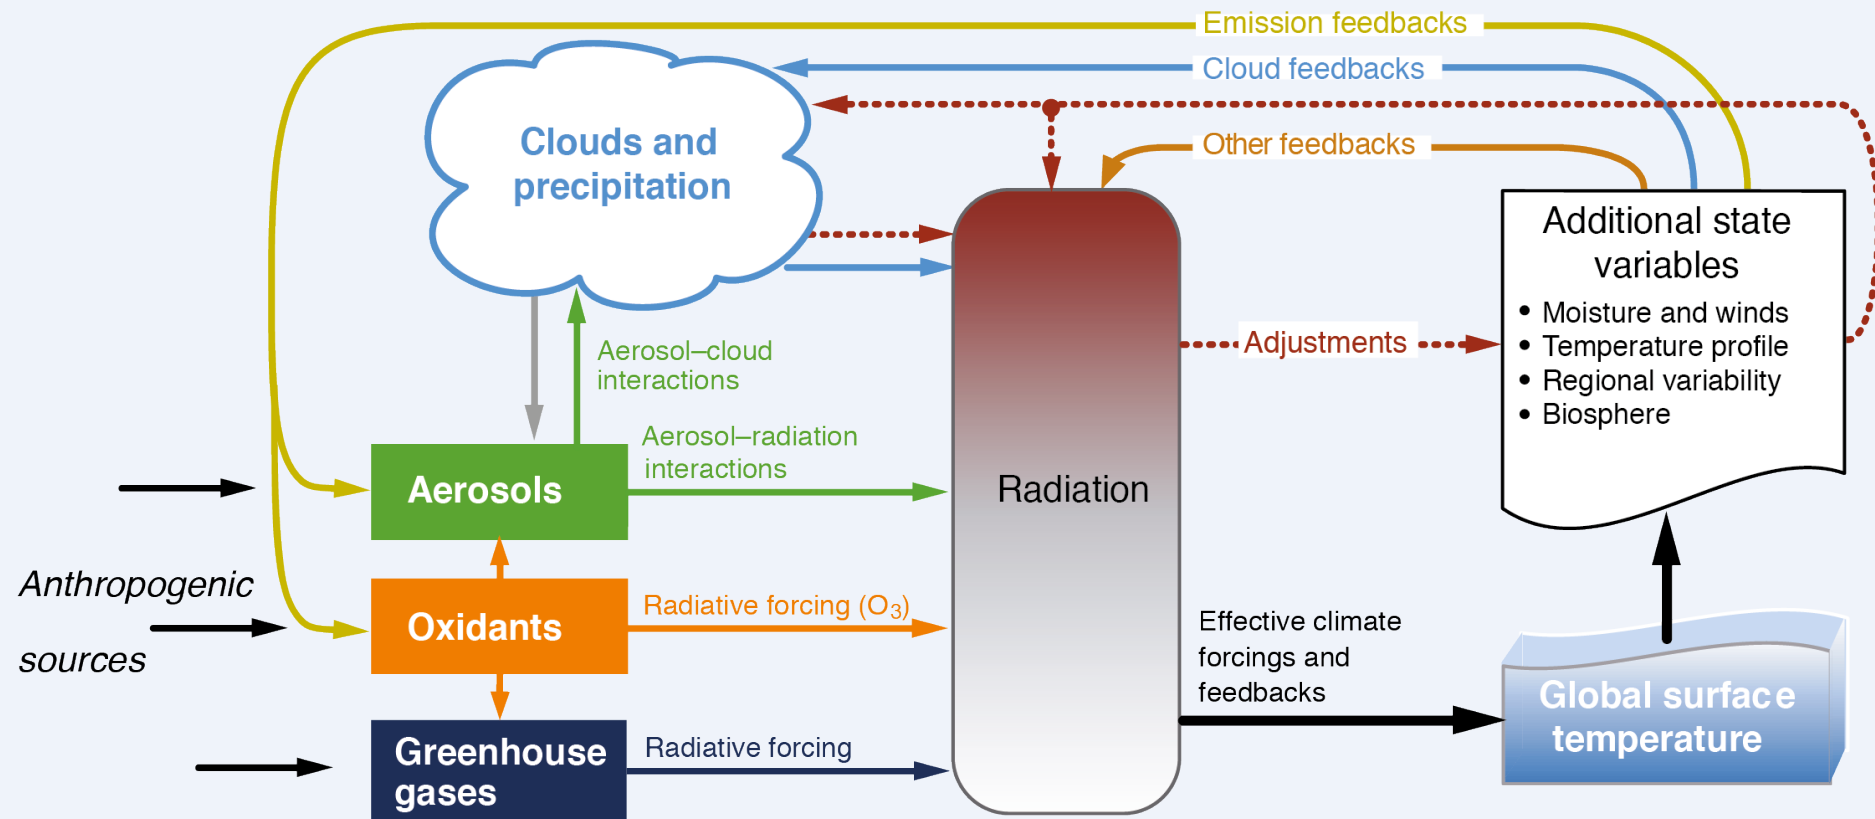 Emission feedbacks
Cloud feedbacks
Other feedbacks
Clouds and
precipitation
Additional state
variables
• Moisture and winds
• Temperature profile
• Regional variability
• Biosphere
Adjustments
Aerosol–cloud
interactions
Aerosol–radiation
interactions
Aerosols
Radiation
Anthropogenic
sources
Oxidants
Radiative forcing (O₃)
Effective climate
forcings and
feedbacks
Global surface
temperature
Greenhouse
gases
Radiative forcing